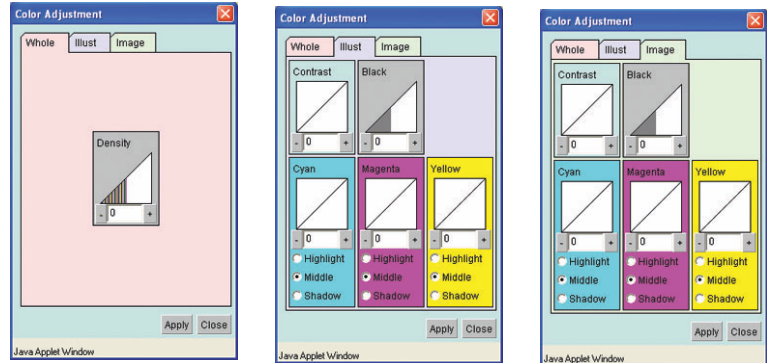 Color Adjustment
Whole Illust Image
Density
- 0 +
Apply Close
Java Applet Window
Color Adjustment
Whole Illust Image
Contrast Black
- 0 + - 0 +
Cyan Magenta Yellow
- 0 + - 0 + - 0 +
Highlight Highlight Highlight
Middle Middle Middle
Shadow Shadow Shadow
Apply Close
Java Applet Window
Color Adjustment
Whole Illust Image
Contrast Black
- 0 + - 0 +
Cyan Magenta Yellow
- 0 + - 0 + - 0 +
Highlight Highlight Highlight
Middle Middle Middle
Shadow Shadow Shadow
Apply Close
Java Applet Window